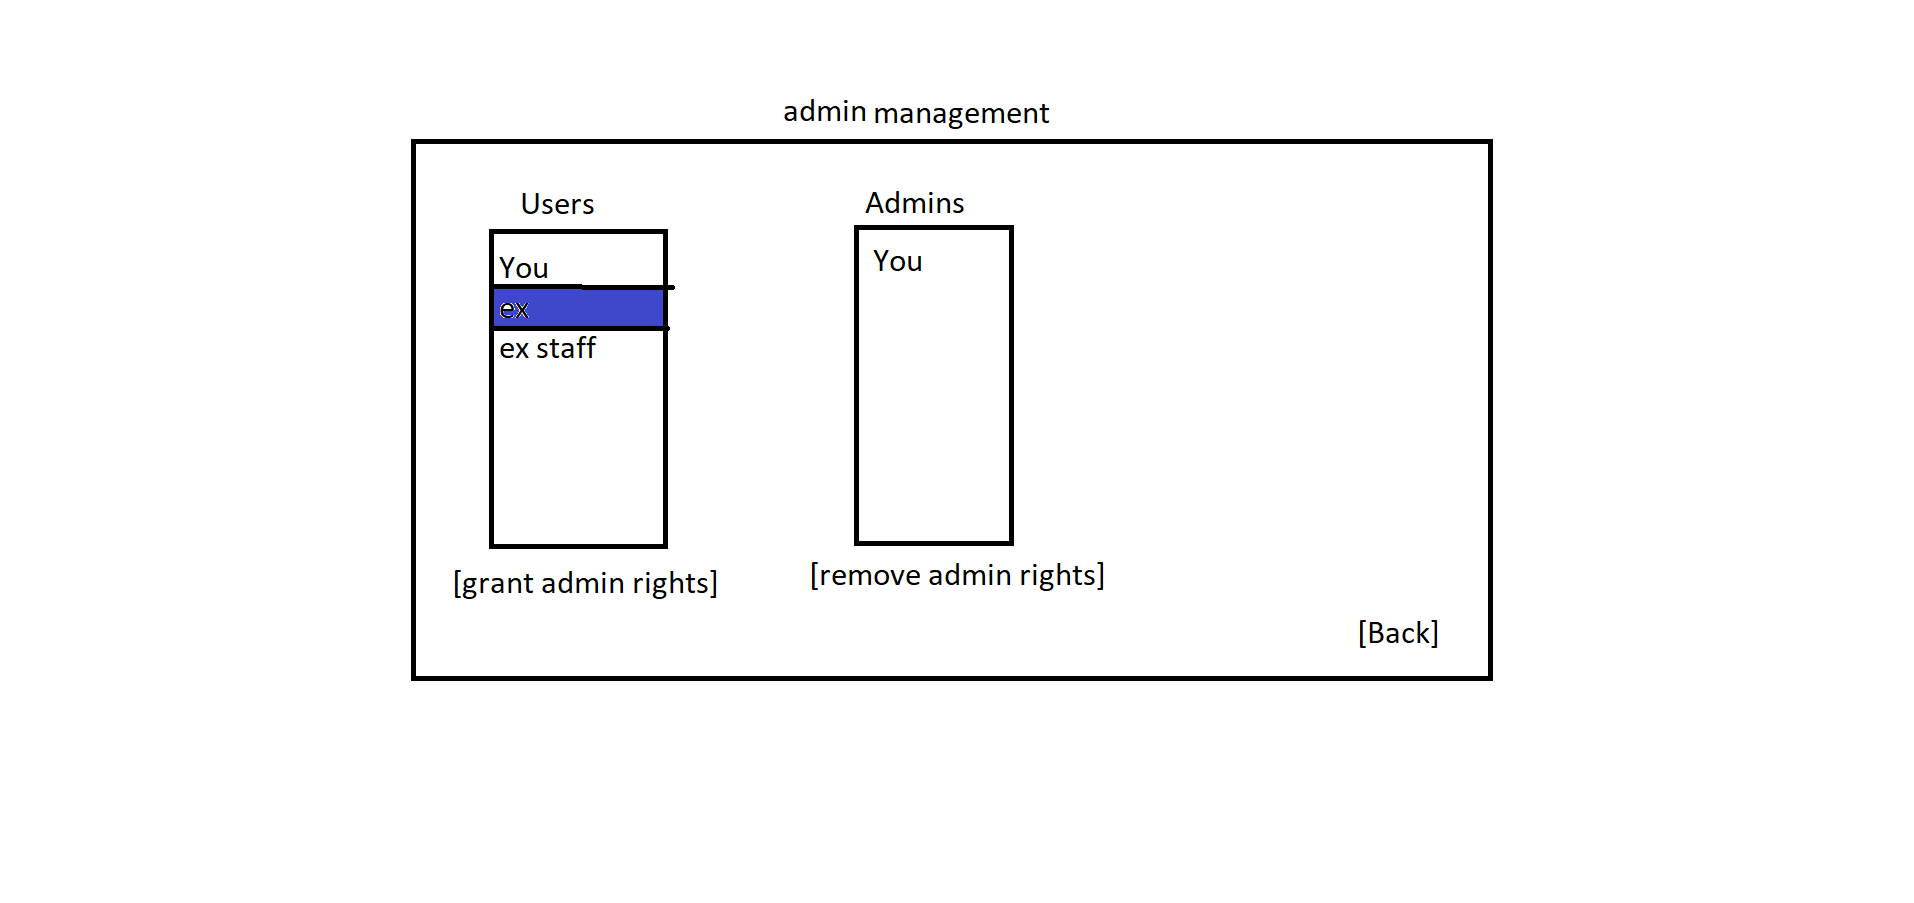 admin management
Users
Admins
You
You
ex
ex staff
[grant admin rights]
[remove admin rights]
[Back]